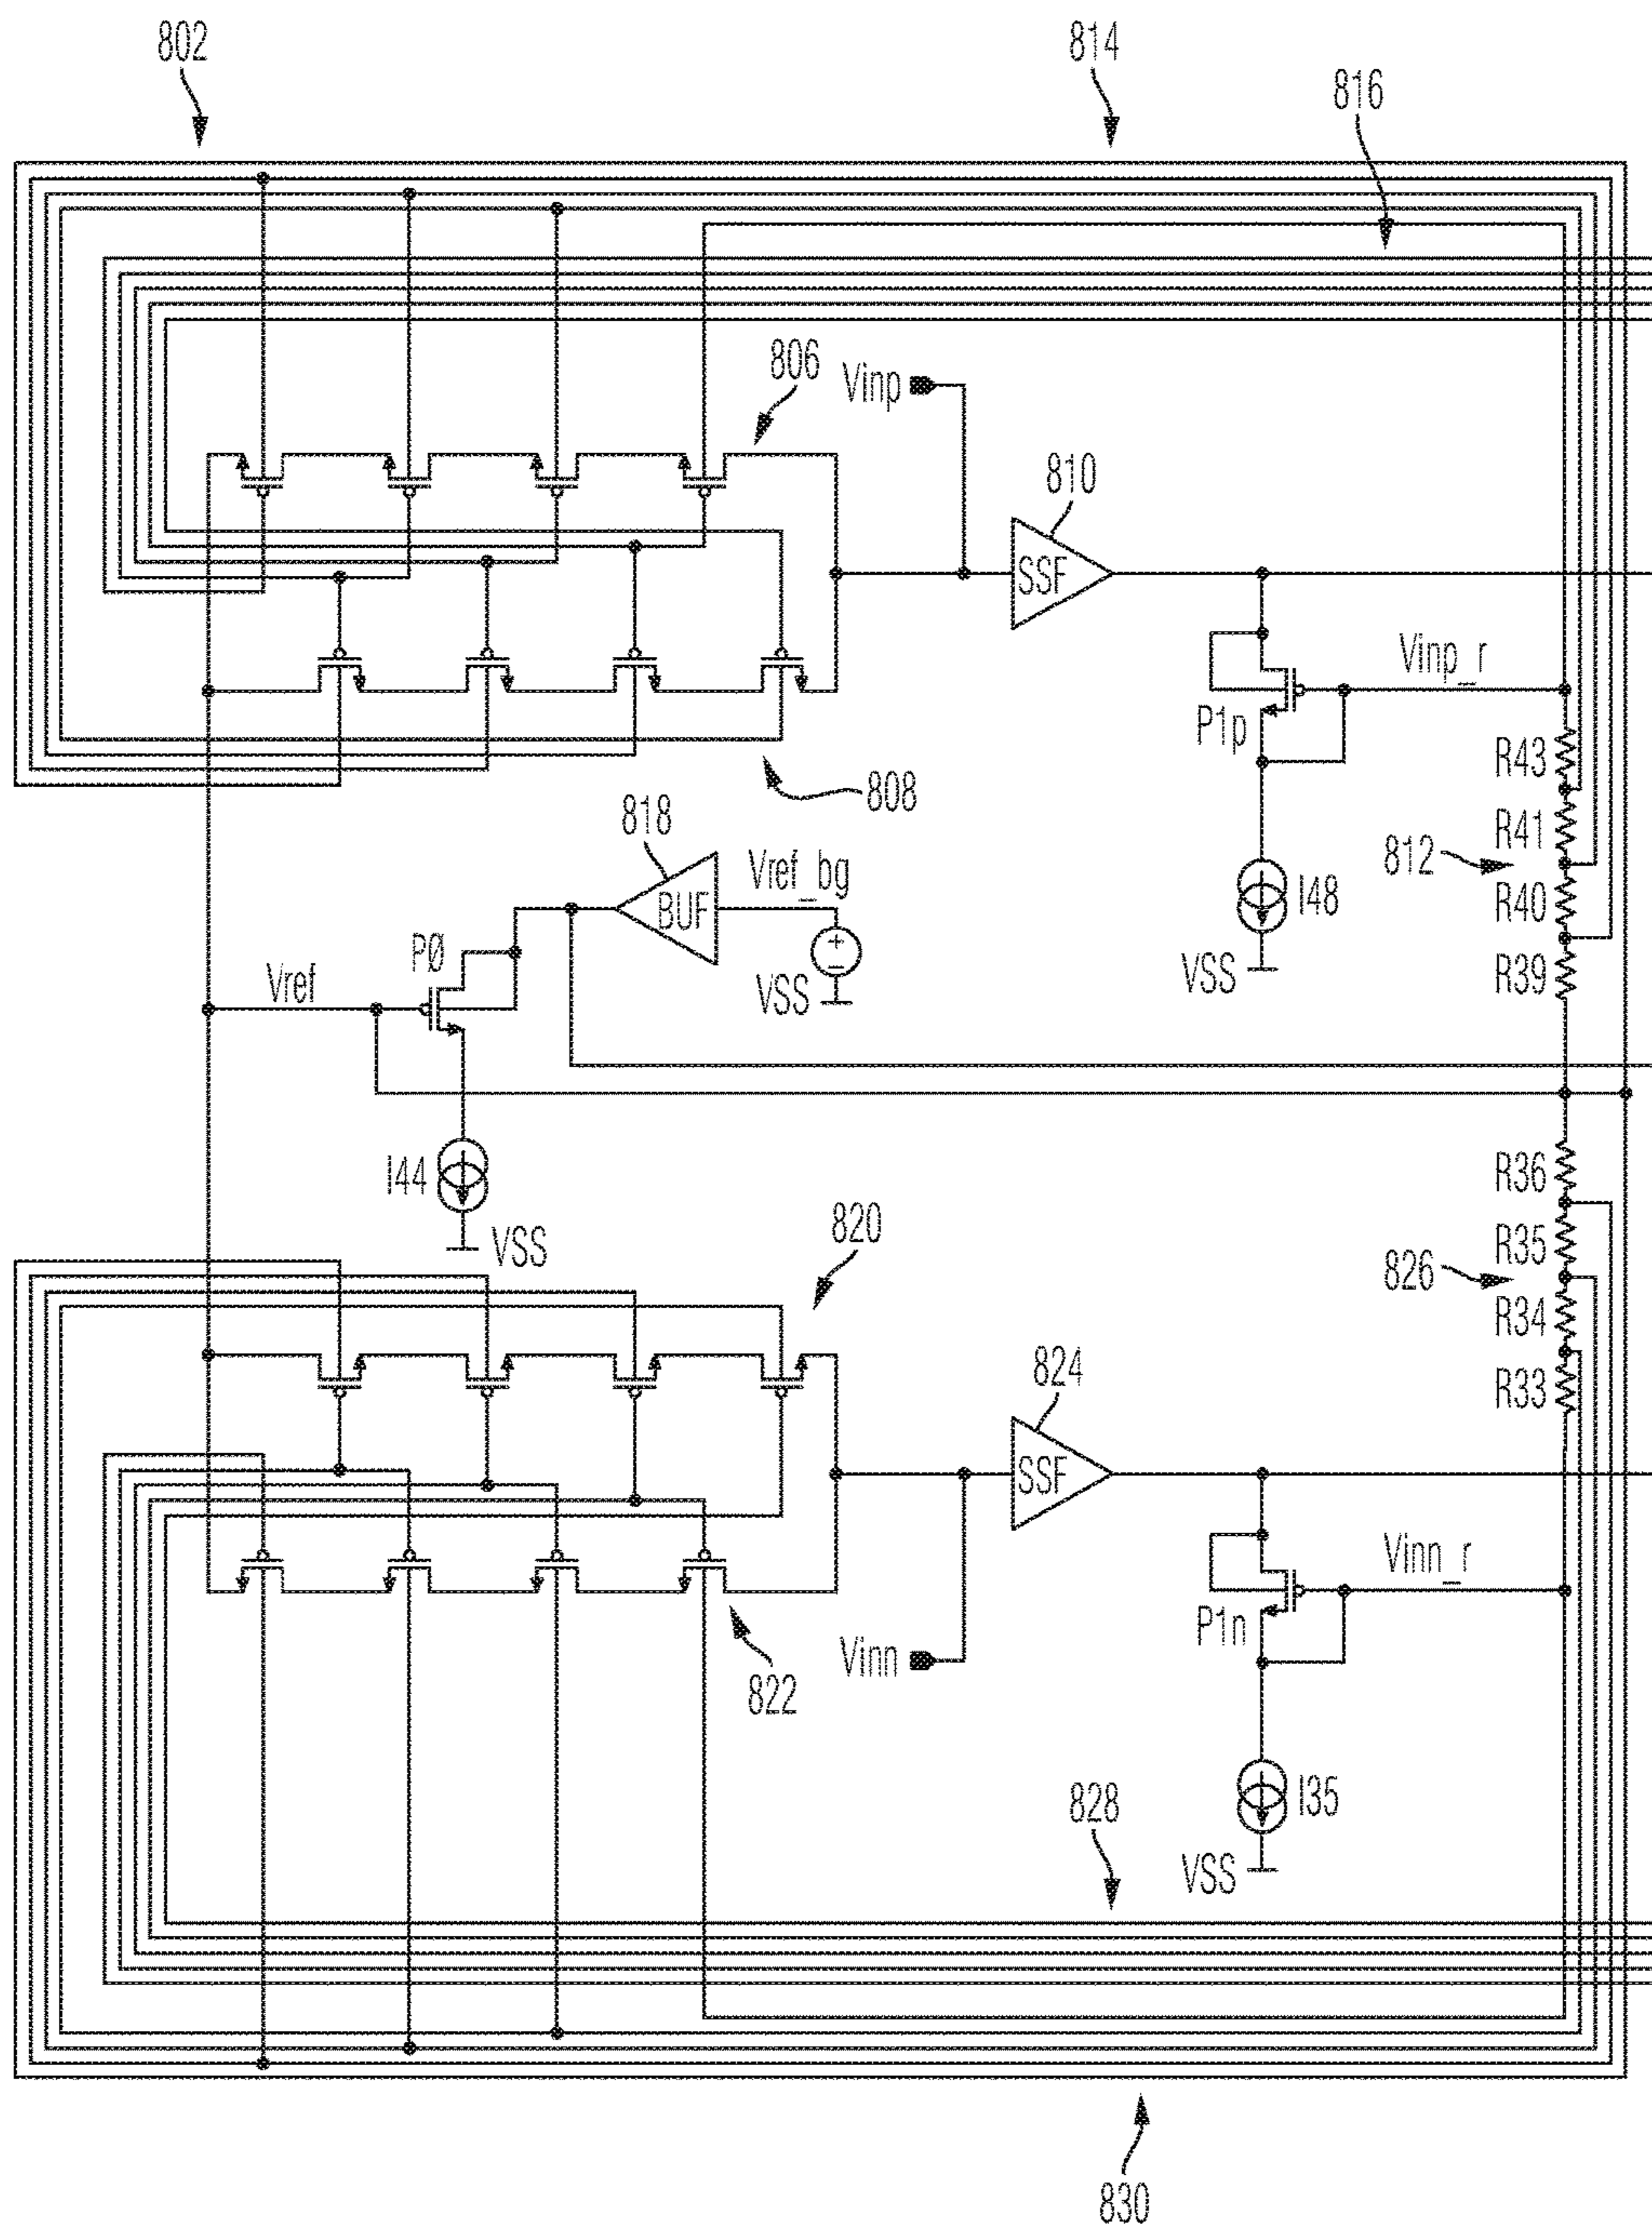 802
814
816
806
Vinp
810
SSF
Vinp_r
P1p
R43
808
818
R41
Vref_bg
812
BUF
I48
R40
PØ
Vref
VSS
VSS
R39
I44
R36
820
VSS
R35
826
R34
824
R33
SSF
Vinn_r
P1n
Vinn
822
I35
828
VSS
830